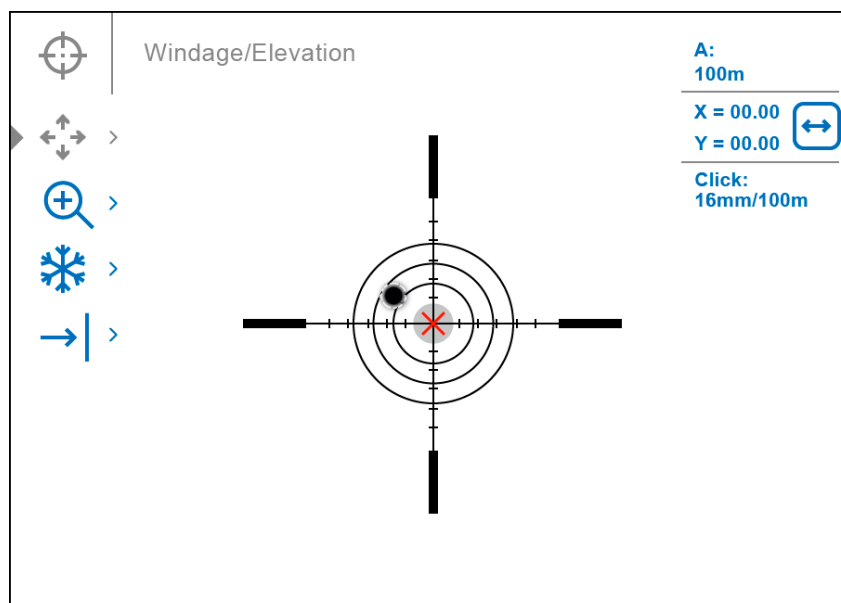 Windage/Elevation
A:
100m
X = 00.00
Y = 00.00
Click:
16mm/100m